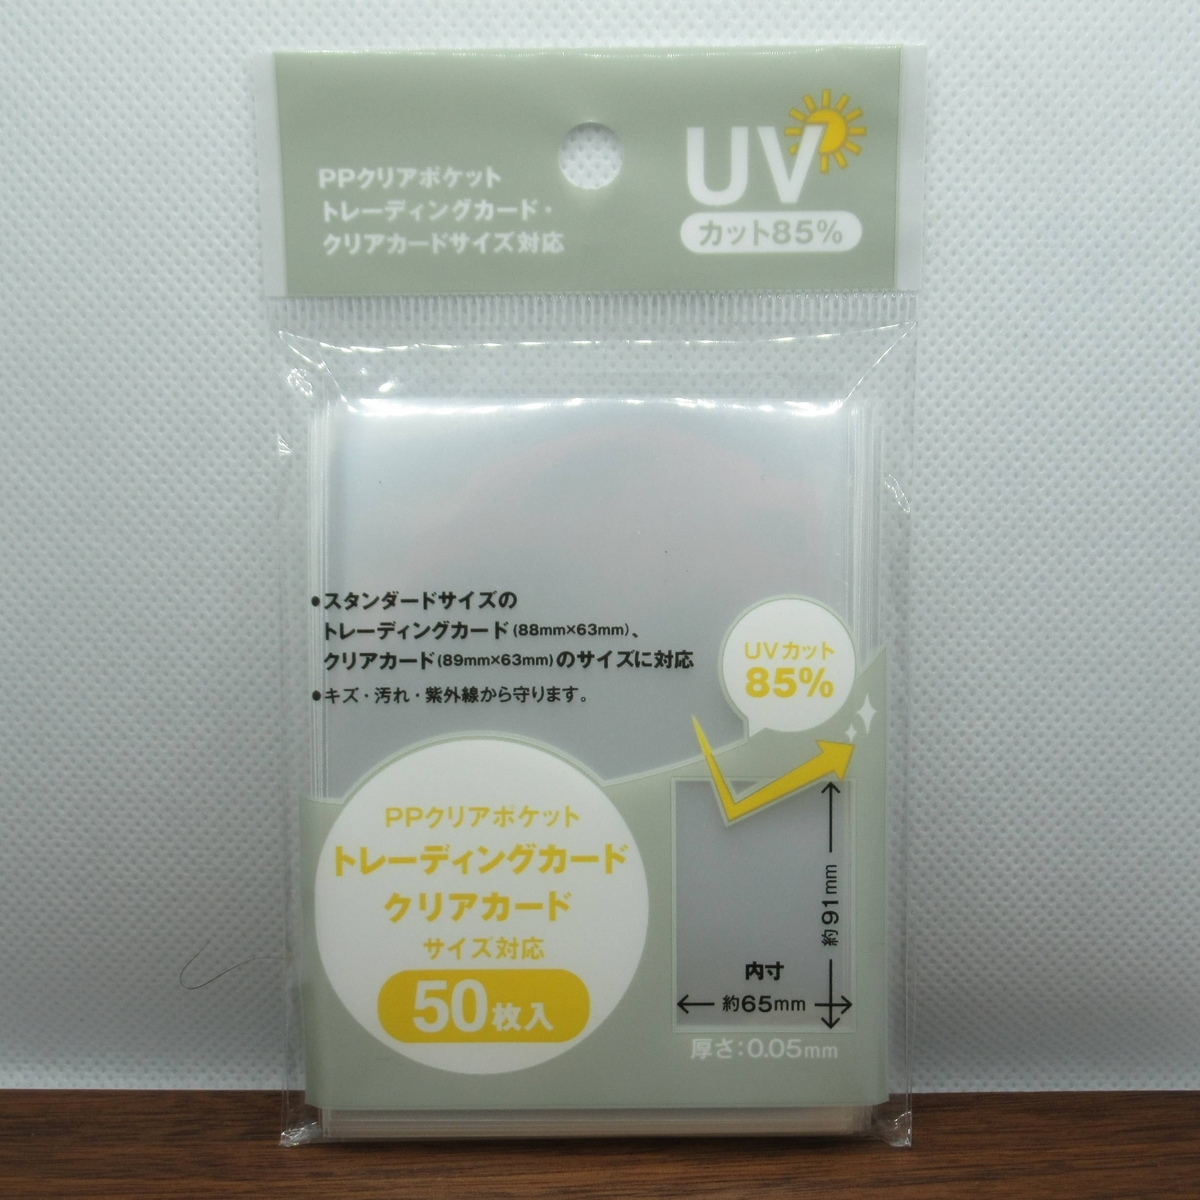 PPクリアポケット
トレーディングカード・
クリアカードサイズ対応
UV
カット85%
●スタンダードサイズの
トレーディングカード(88mm×63mm)、
クリアカード(89mm×63mm)のサイズに対応
●キズ・汚れ・紫外線から守ります。
UVカット
85%
PPクリアポケット
トレーディングカード
クリアカード
サイズ対応
50枚入
約91mm
内寸
約65mm
厚さ:0.05mm